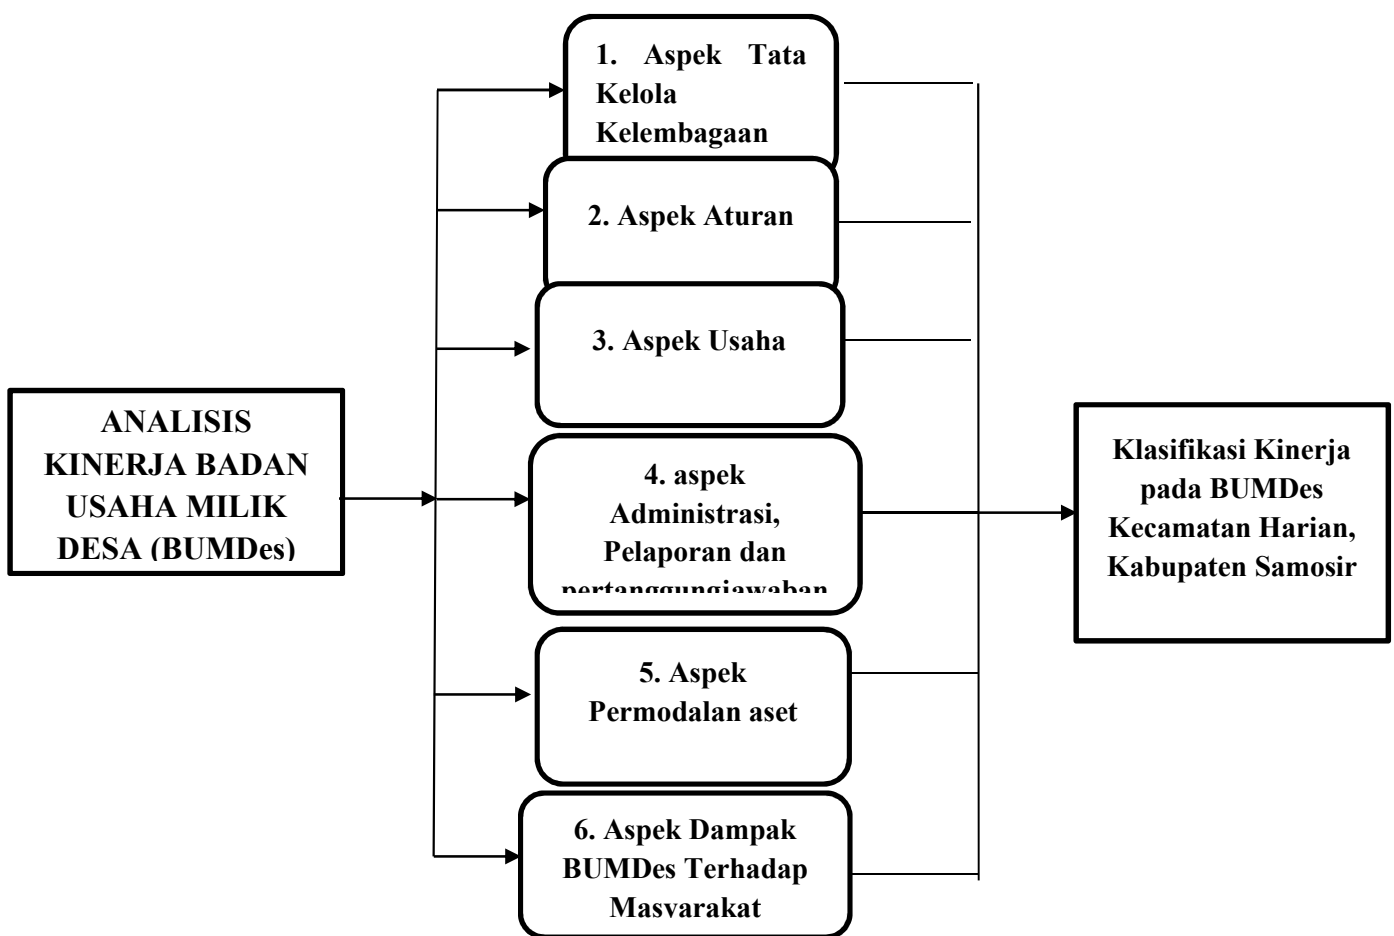 1. Aspek Tata
Kelola
Kelembagaan
2. Aspek Aturan
3. Aspek Usaha
ANALISIS
KINERJA BADAN
USAHA MILIK
DESA (BUMDes)
4. aspek
Administrasi,
Pelaporan dan
pertanggungjawaban
5. Aspek
Permodalan aset
6. Aspek Dampak
BUMDes Terhadap
Masyarakat
Klasifikasi Kinerja
pada BUMDes
Kecamatan Harian,
Kabupaten Samosir